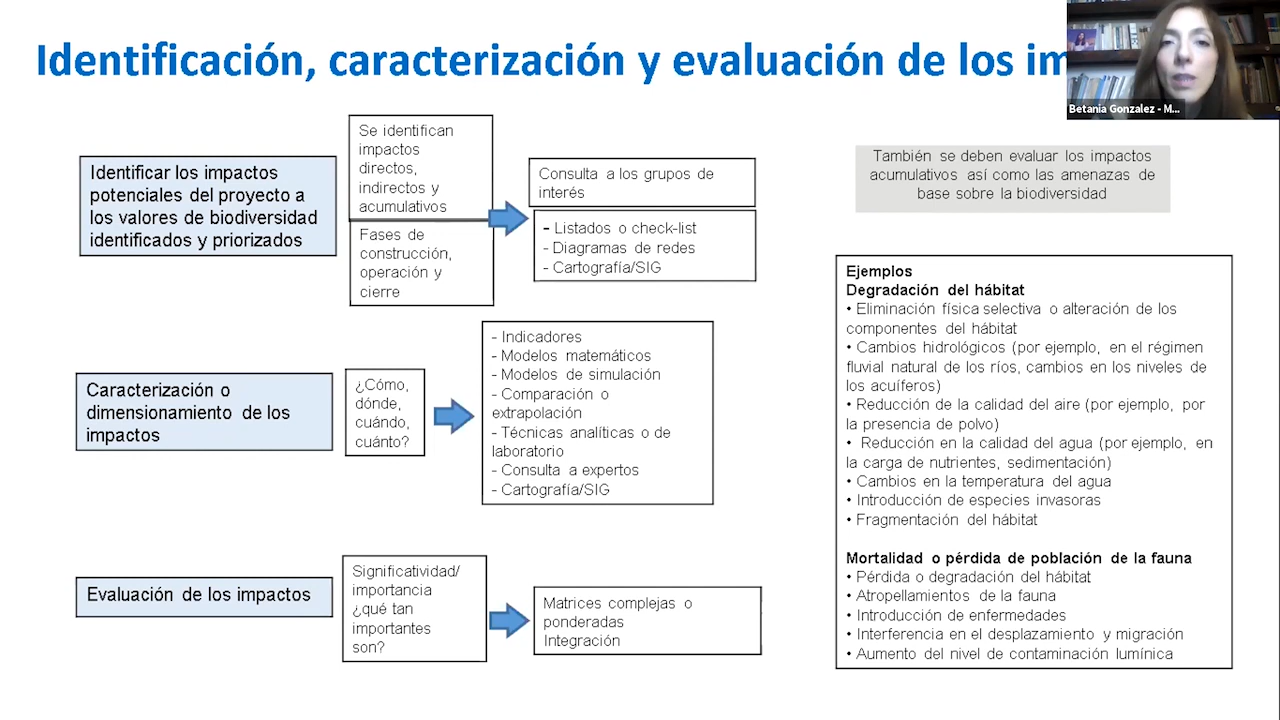 Identificación, caracterización y evaluación de los im
Betania Gonzalez - M...
Identificar los impactos
potenciales del proyecto a
los valores de biodiversidad
identificados y priorizados
Se identifican
impactos
directos,
indirectos y
acumulativos
Fases de
construcción,
operación y
cierre
Consulta a los grupos de
interés
- Listados o check-list
- Diagramas de redes
- Cartografía/SIG
También se deben evaluar los impactos
acumulativos así como las amenazas de
base sobre la biodiversidad
Caracterización o
dimensionamiento de los
impactos
¿Cómo,
dónde,
cuándo,
cuánto?
- Indicadores
- Modelos matemáticos
- Modelos de simulación
- Comparación o
extrapolación
- Técnicas analíticas o de
laboratorio
- Consulta a expertos
- Cartografía/SIG
Evaluación de los impactos
Significatividad/
importancia
¿qué tan
importantes
son?
Matrices complejas o
ponderadas
Integración
Ejemplos
Degradación del hábitat
• Eliminación física selectiva o alteración de los
componentes del hábitat
• Cambios hidrológicos (por ejemplo, en el régimen
fluvial natural de los ríos, cambios en los niveles de
los acuíferos)
• Reducción de la calidad del aire (por ejemplo, por
la presencia de polvo)
• Reducción en la calidad del agua (por ejemplo, en
la carga de nutrientes, sedimentación)
• Cambios en la temperatura del agua
• Introducción de especies invasoras
• Fragmentación del hábitat
Mortalidad o pérdida de población de la fauna
• Pérdida o degradación del hábitat
• Atropellamientos de la fauna
• Introducción de enfermedades
• Interferencia en el desplazamiento y migración
• Aumento del nivel de contaminación lumínica